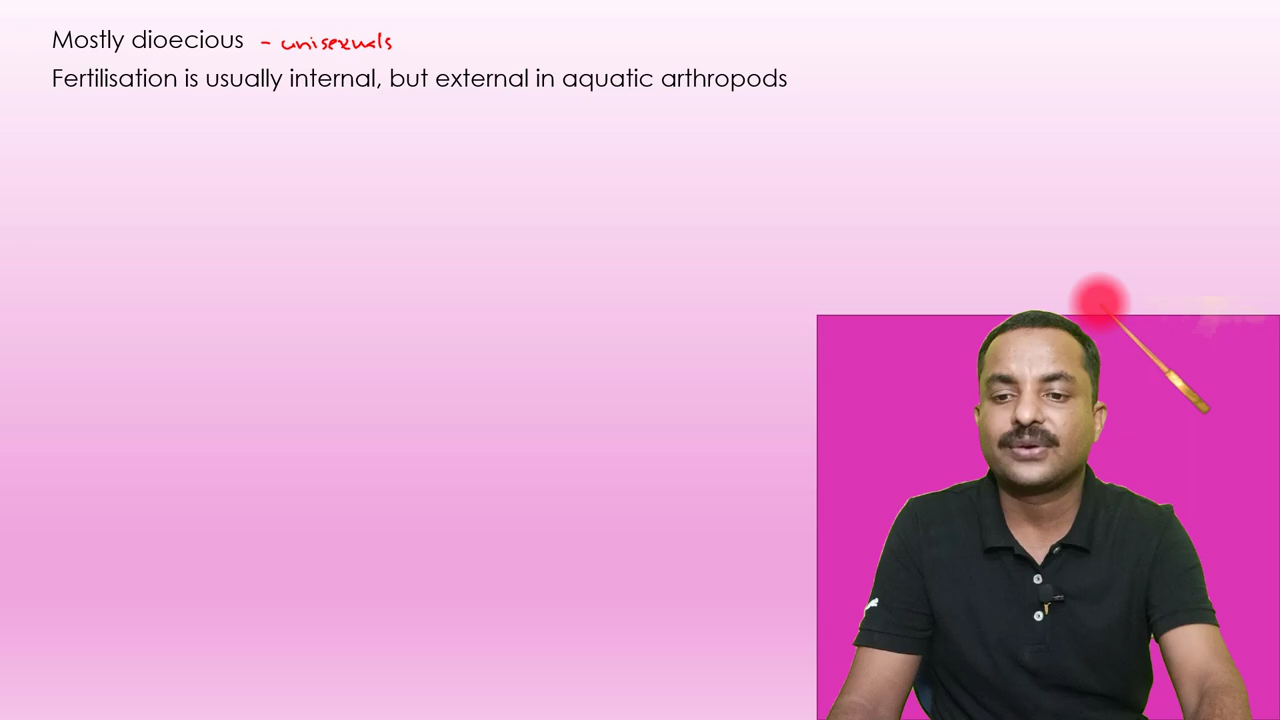 Mostly dioecious - unisexuals
Fertilisation is usually internal, but external in aquatic arthropods